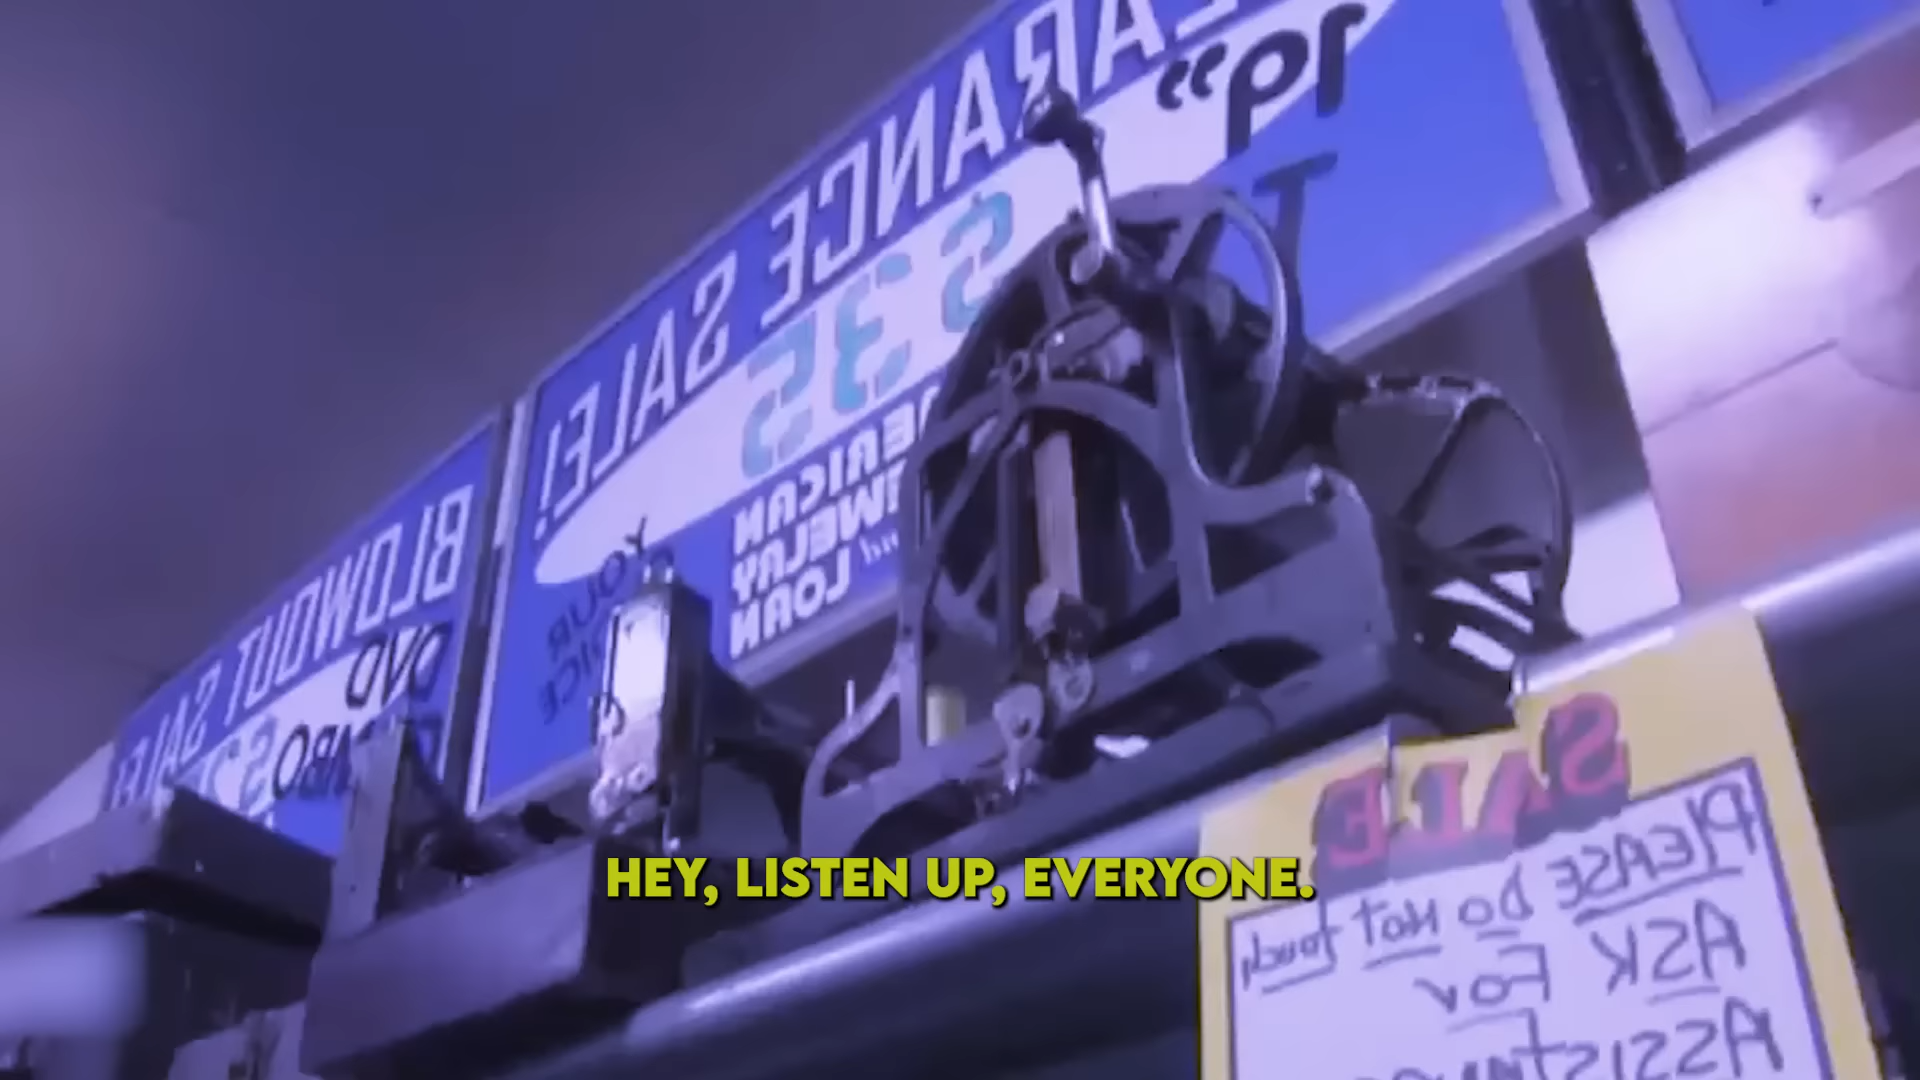 CLEARANCE SALE!
19"
$ 35
AMERICAN
JEWELRY
LOAN
YOUR
BLOWOUT SALE!
DVD
SALE
PLEASE DO NOT Touch
ASK FOR
HEY, LISTEN UP, EVERYONE.